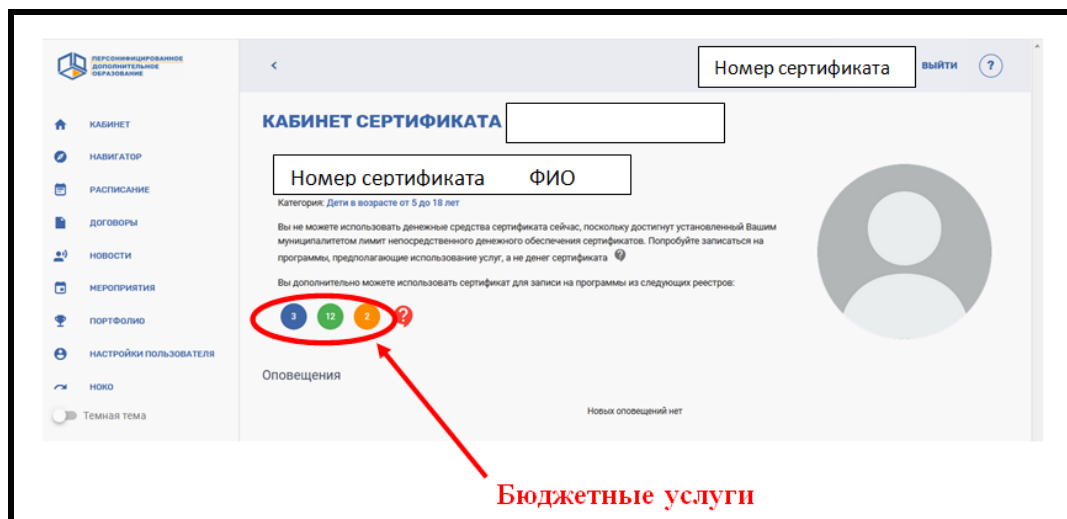 ПЕРСОНИФИЦИРОВАННОЕ
ДОПОЛНИТЕЛЬНОЕ
ОБРАЗОВАНИЕ
Номер сертификата
ВЫЙТИ
?
КАБИНЕТ
НАВИГАТОР
РАСПИСАНИЕ
ДОГОВОРЫ
НОВОСТИ
МЕРОПРИЯТИЯ
ПОРТФОЛИО
НАСТРОЙКИ ПОЛЬЗОВАТЕЛЯ
НОКО
Темная тема
КАБИНЕТ СЕРТИФИКАТА
Номер сертификата ФИО
Категория: Дети в возрасте от 5 до 18 лет
Вы не можете использовать денежные средства сертификата сейчас, поскольку достигнут установленный Вашим
муниципалитетом лимит непосредственного денежного обеспечения сертификатов. Попробуйте записаться на
программы, предполагающие использование услуг, а не денег сертификата ?
Вы дополнительно можете использовать сертификат для записи на программы из следующих реестров:
3 12 2 ?
Оповещения
Новых оповещений нет
Бюджетные услуги